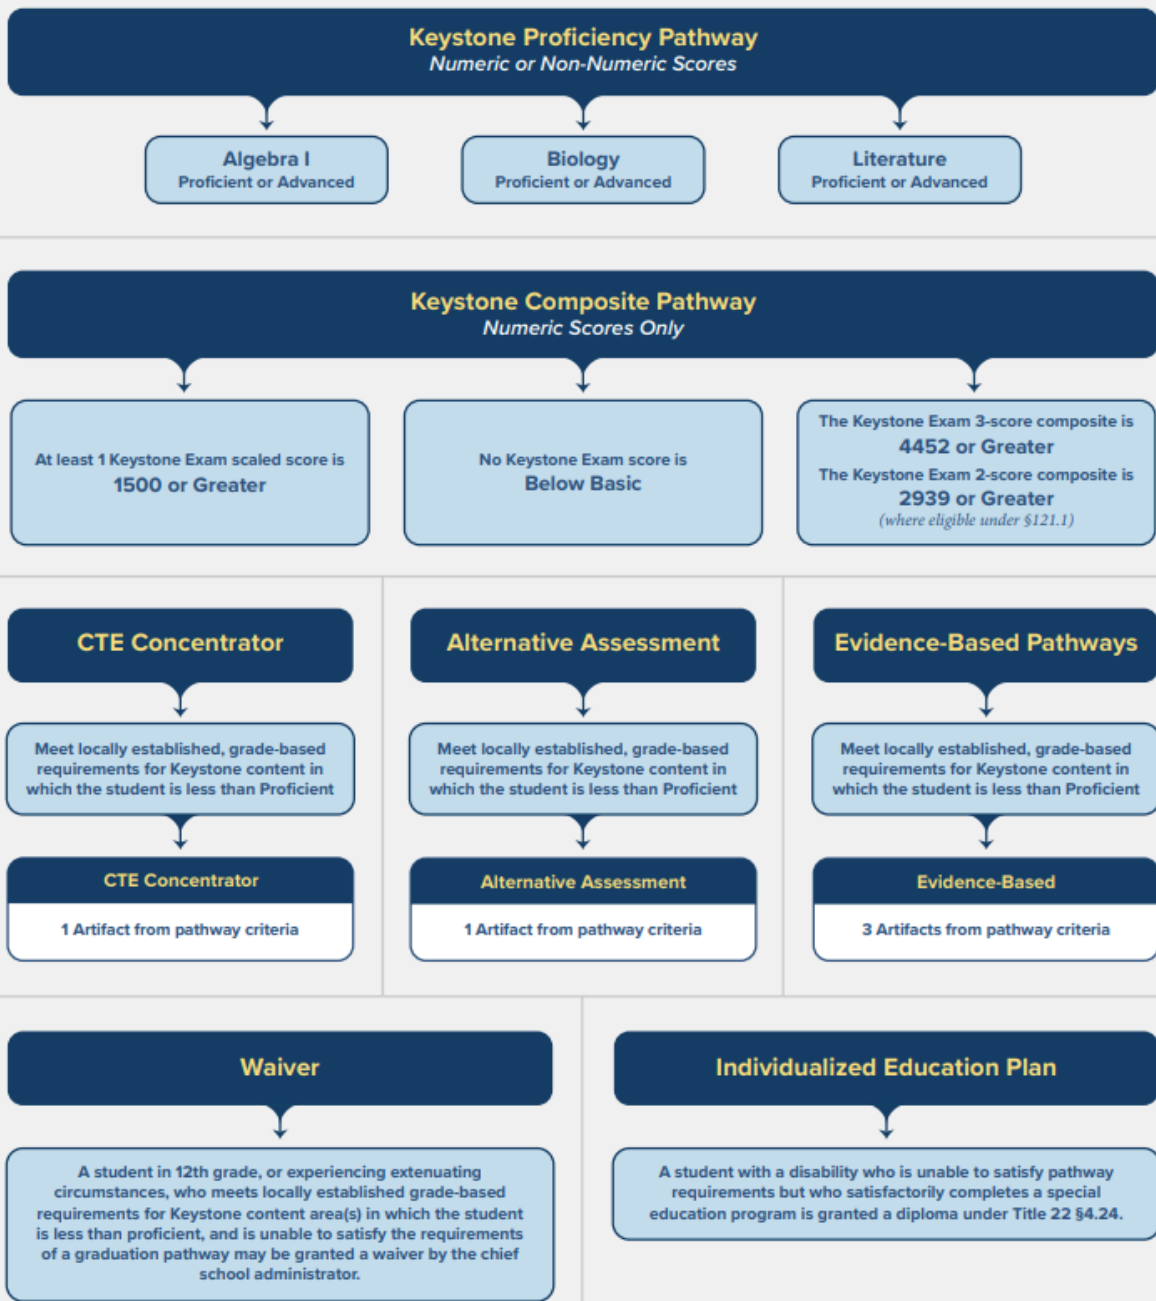 Keystone Proficiency Pathway
Numeric or Non-Numeric Scores
Algebra I
Proficient or Advanced
Biology
Proficient or Advanced
Literature
Proficient or Advanced
Keystone Composite Pathway
Numeric Scores Only
At least 1 Keystone Exam scaled score is
1500 or Greater
No Keystone Exam score is
Below Basic
The Keystone Exam 3-score composite is
4452 or Greater
The Keystone Exam 2-score composite is
2939 or Greater
(where eligible under §121.1)
CTE Concentrator
Meet locally established, grade-based
requirements for Keystone content in
which the student is less than Proficient
CTE Concentrator
1 Artifact from pathway criteria
Alternative Assessment
Meet locally established, grade-based
requirements for Keystone content in
which the student is less than Proficient
Alternative Assessment
1 Artifact from pathway criteria
Evidence-Based Pathways
Meet locally established, grade-based
requirements for Keystone content in
which the student is less than Proficient
Evidence-Based
3 Artifacts from pathway criteria
Waiver
A student in 12th grade, or experiencing extenuating
circumstances, who meets locally established grade-based
requirements for Keystone content area(s) in which the student
is less than proficient, and is unable to satisfy the requirements
of a graduation pathway may be granted a waiver by the chief
school administrator.
Individualized Education Plan
A student with a disability who is unable to satisfy pathway
requirements but who satisfactorily completes a special
education program is granted a diploma under Title 22 §4.24.